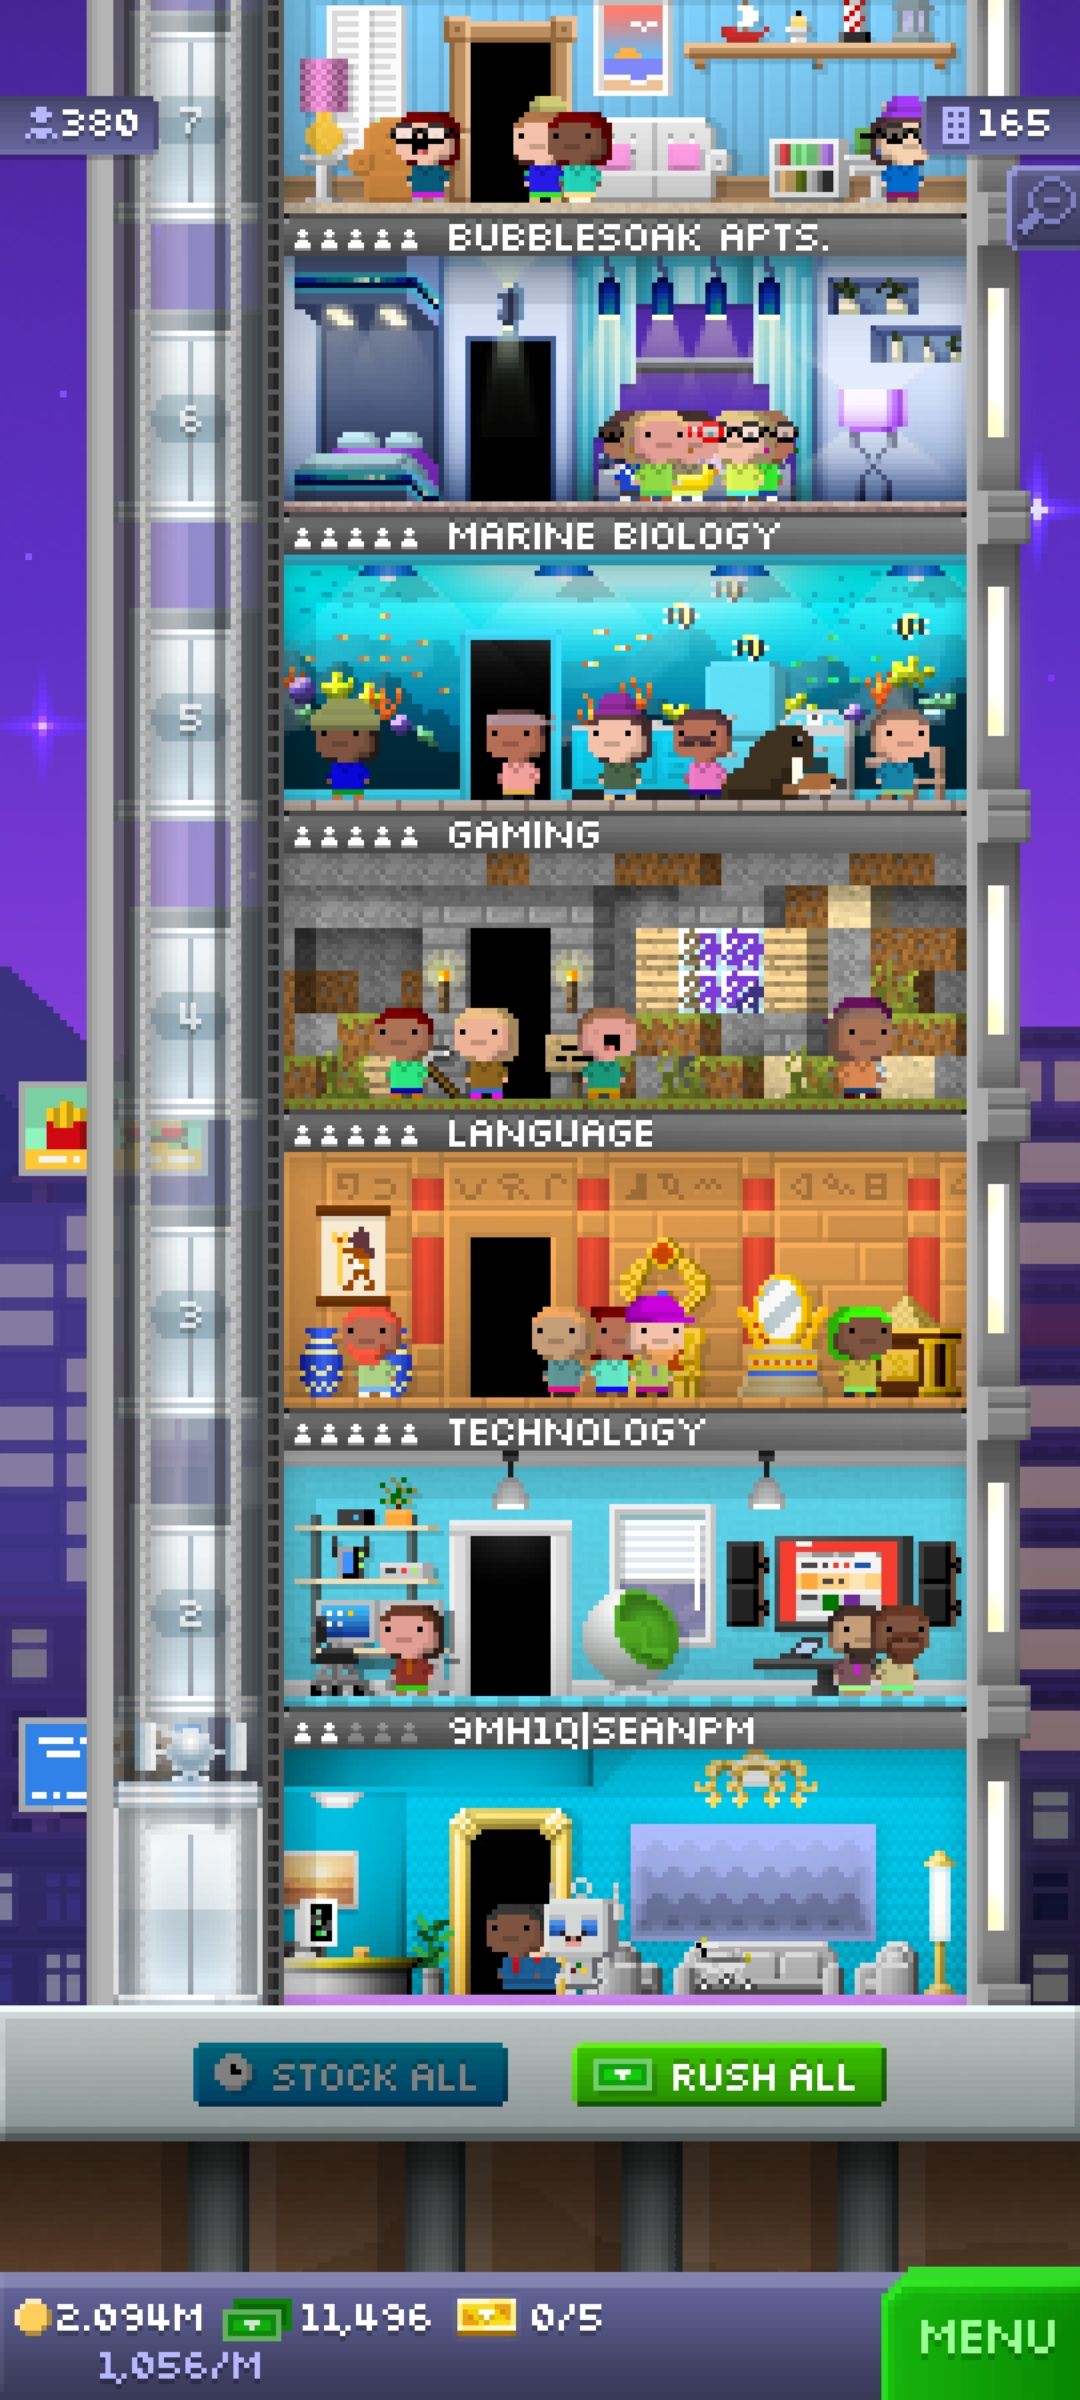 380
7
165
BUBBLESOAK APTS.
6
MARINE BIOLOGY
5
GAMING
4
LANGUAGE
3
TECHNOLOGY
2
9MH1Q|SEANPM
STOCK ALL
RUSH ALL
2.094M
11,496
0/5
MENU
1,056/M